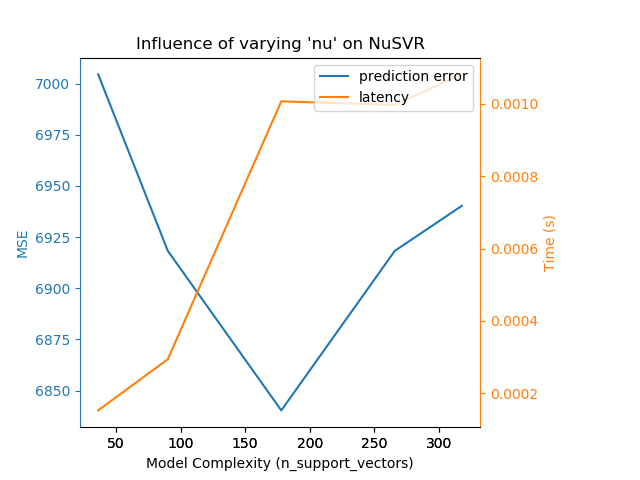 Influence of varying 'nu' on NuSVR
prediction error
latency
7000
6975
6950
6925
6900
6875
6850
MSE
0.0010
0.0008
0.0006
0.0004
0.0002
Time (s)
50 100 150 200 250 300
Model Complexity (n_support_vectors)